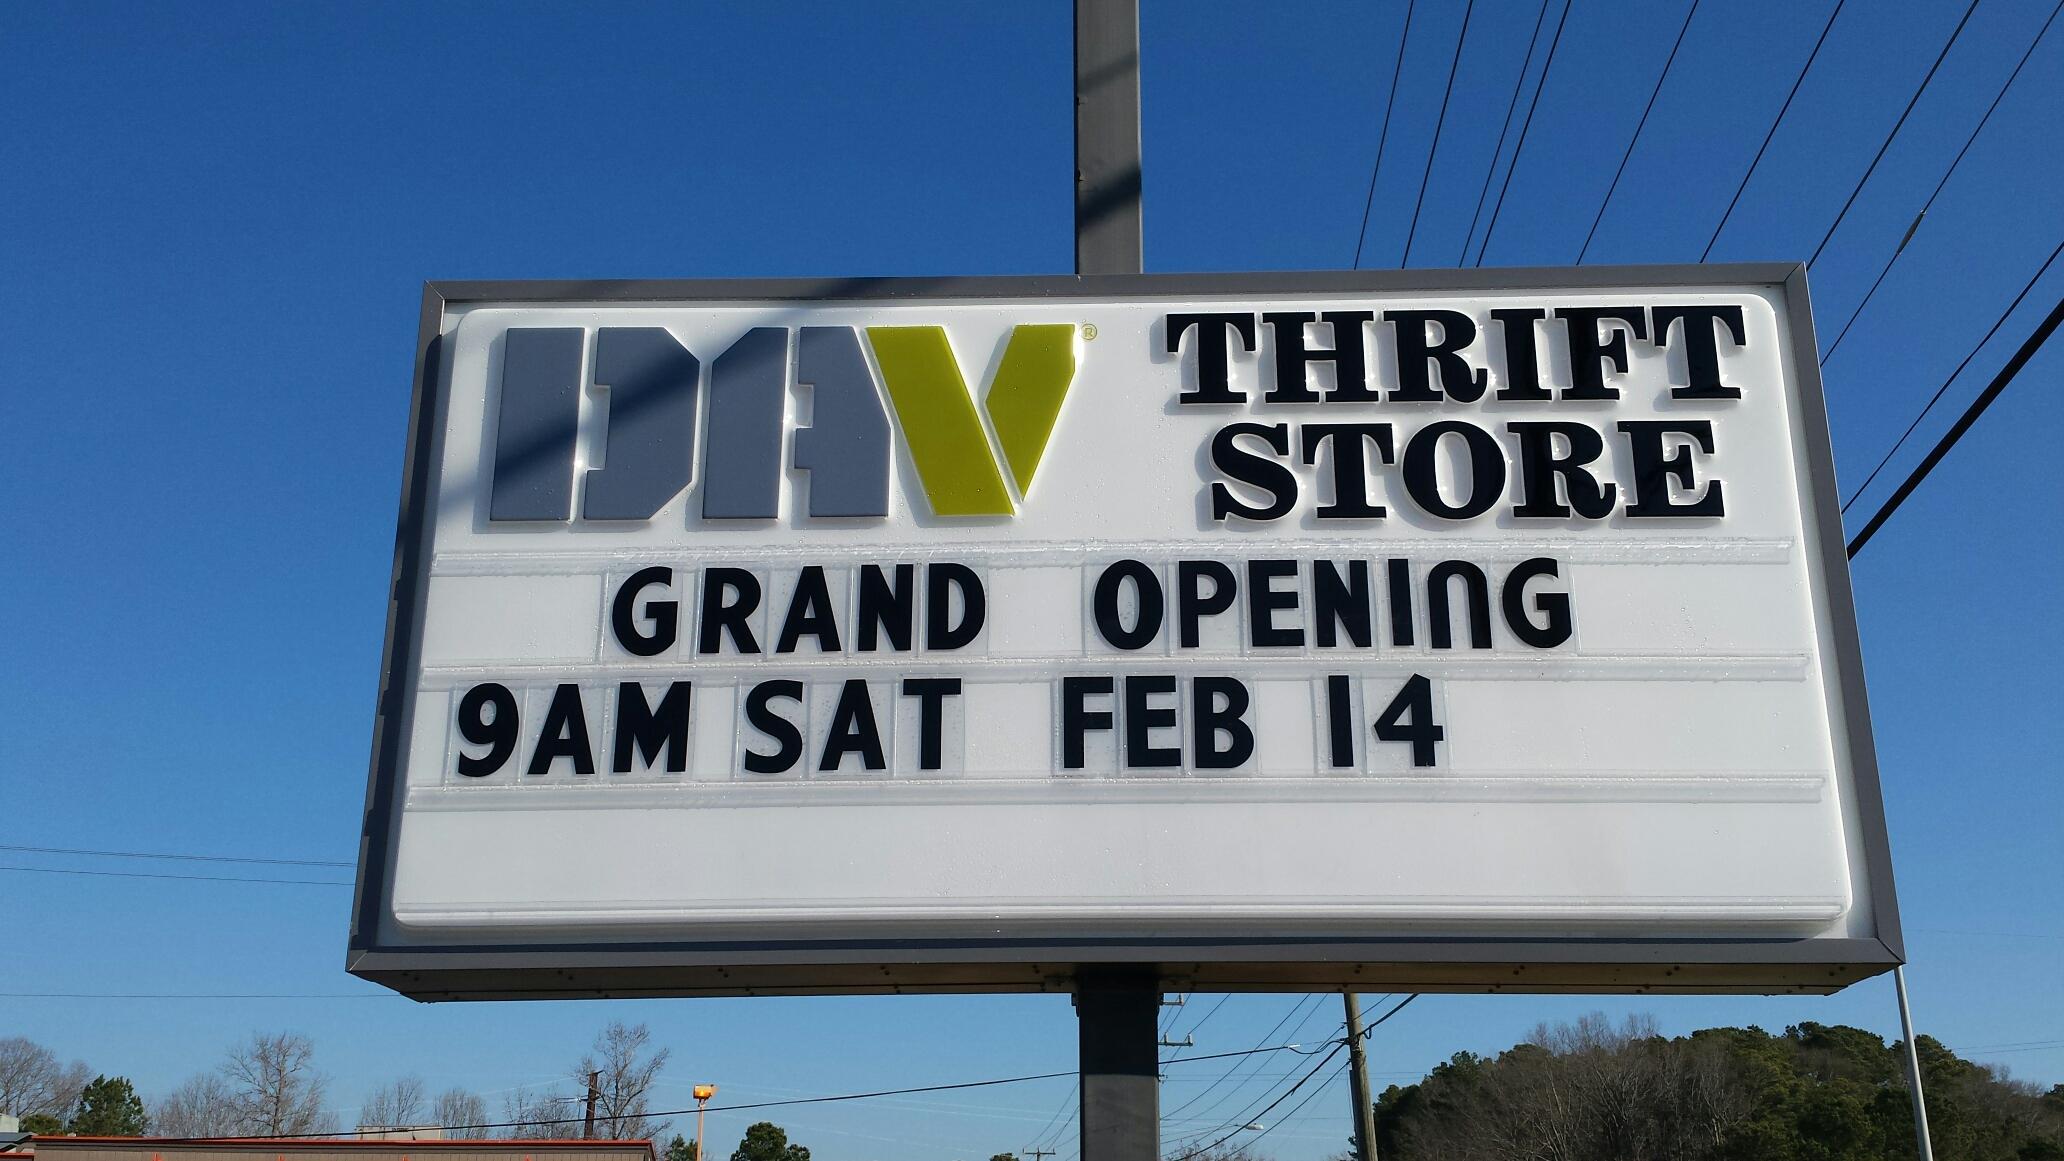 DAV® THRIFT
STORE
GRAND OPENING
9AM SAT FEB 14